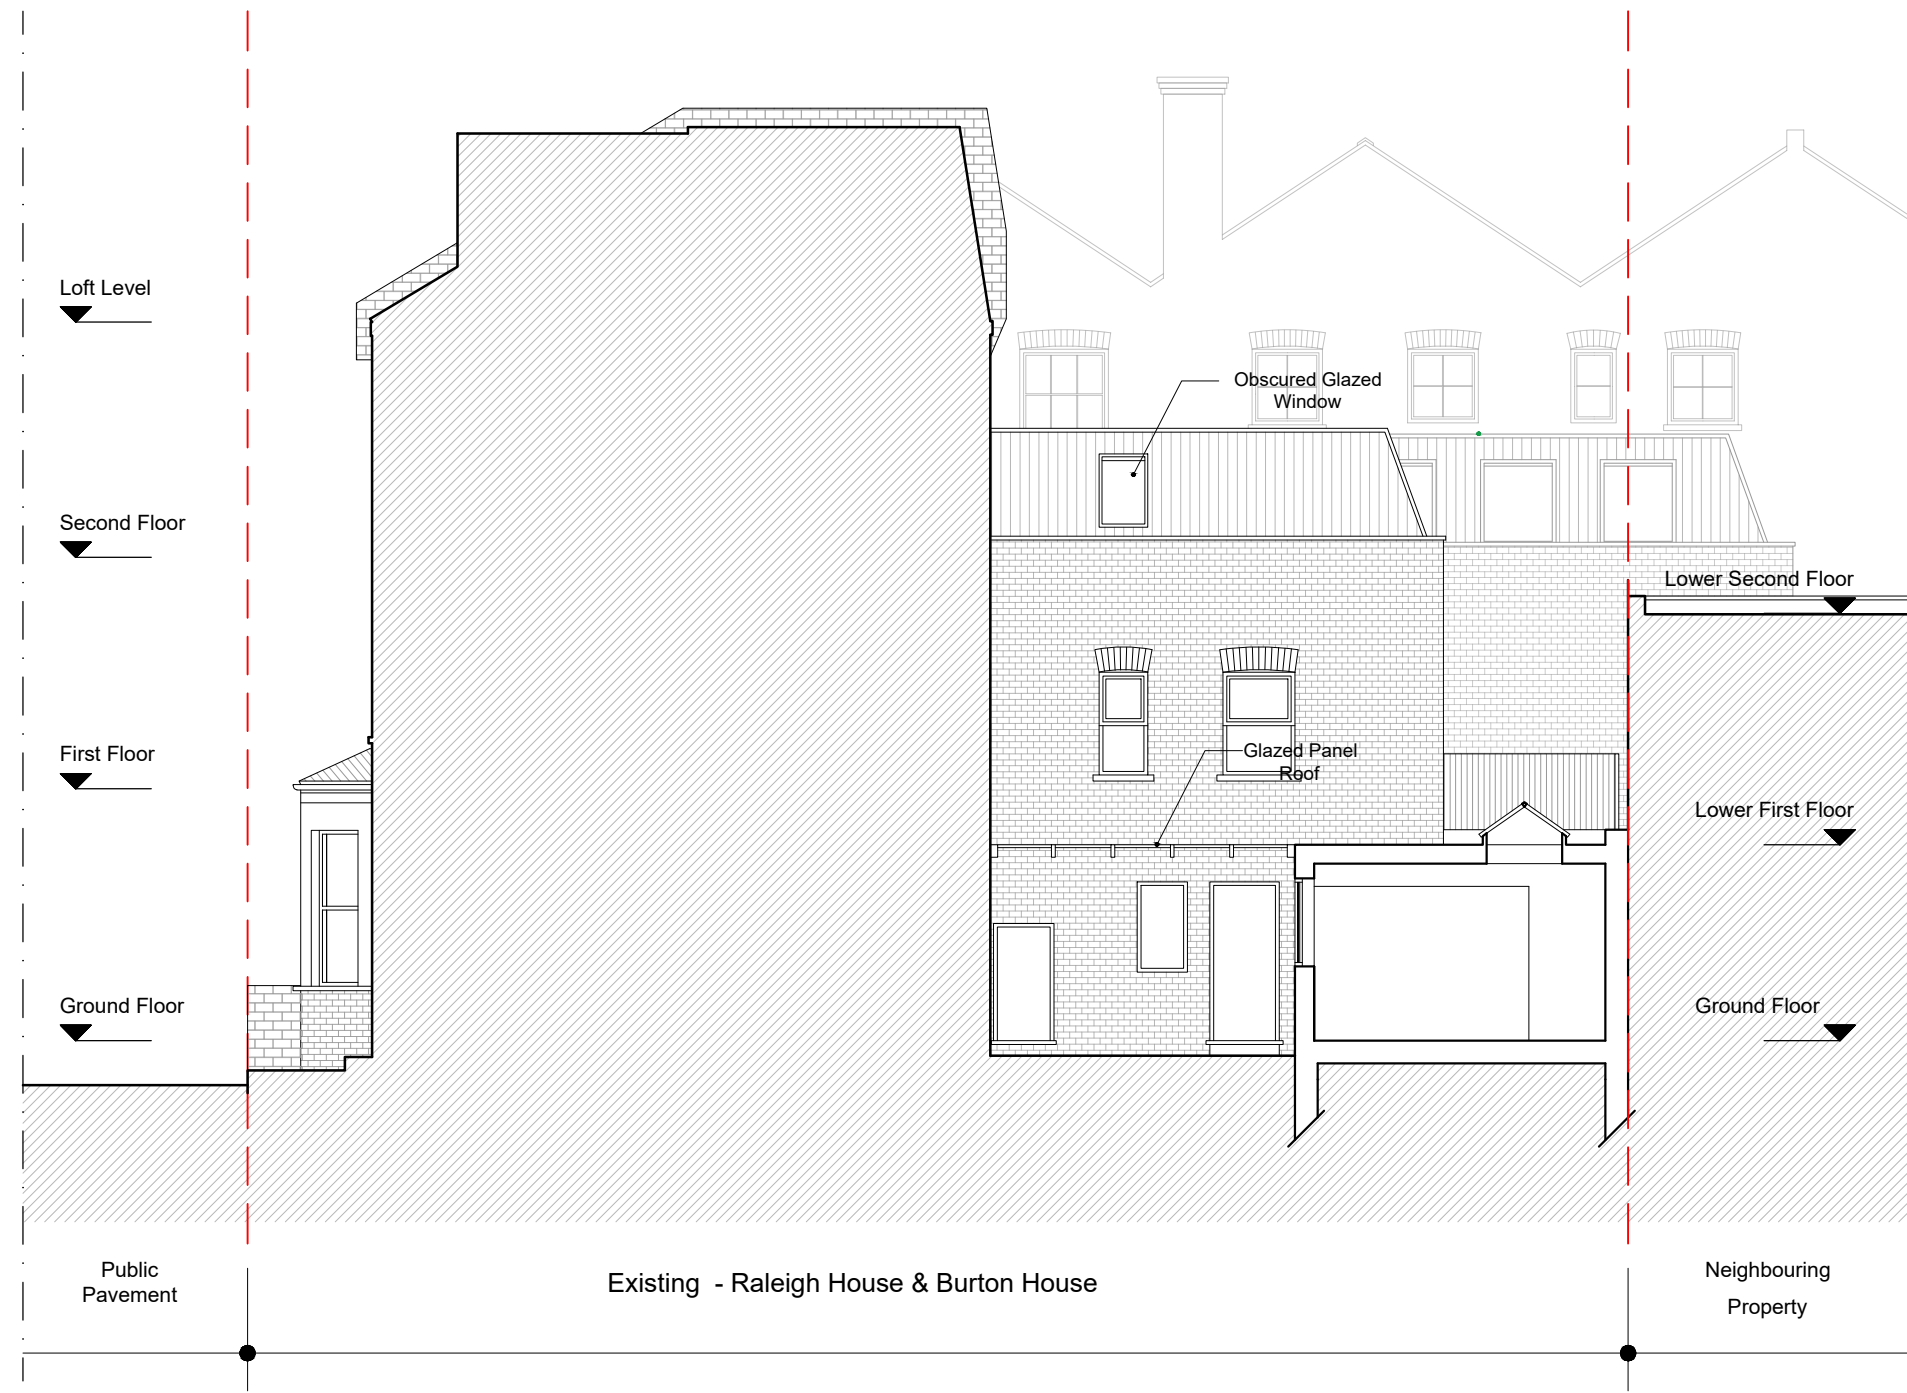 Loft Level
Obscured Glazed
Window
Second Floor
Lower Second Floor
First Floor
Glazed Panel
Roof
Lower First Floor
Ground Floor
Ground Floor
Public
Pavement
Existing - Raleigh House & Burton House
Neighbouring
Property